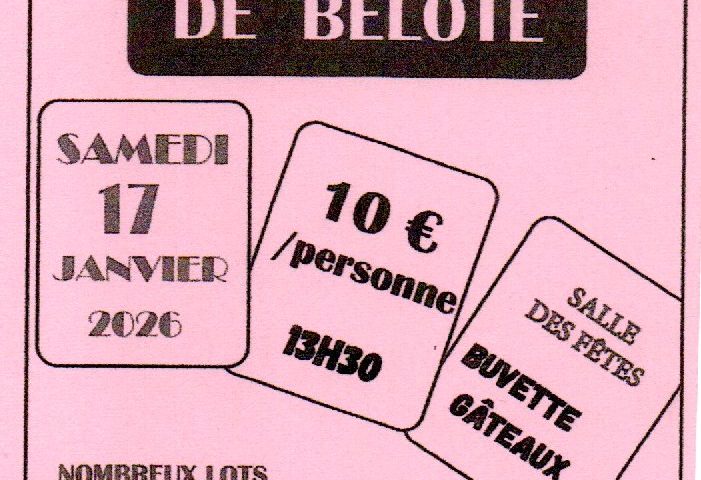 DE BELOTE
SAMEDI
17
JANVIER
2026
10 €
/personne
13H30
SALLE
DES FÊTES
BUVETTE
GÂTEAUX
NOMBREUX LOTS